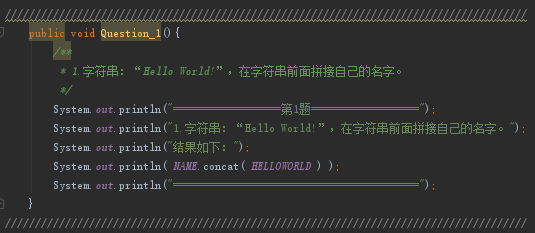 ////////////////////////////////////////////////////////////////////////////////////////
public void Question_1(){
/**
* 1.字符串:“Hello World!”,在字符串前面拼接自己的名字。
*/
System.out.println("==================第1题==================");
System.out.println("1.字符串:“Hello World!”,在字符串前面拼接自己的名字。");
System.out.println("结果如下:");
System.out.println( NAME.concat( HELLOWORLD ) );
System.out.println("=========================================");
}
////////////////////////////////////////////////////////////////////////////////////////